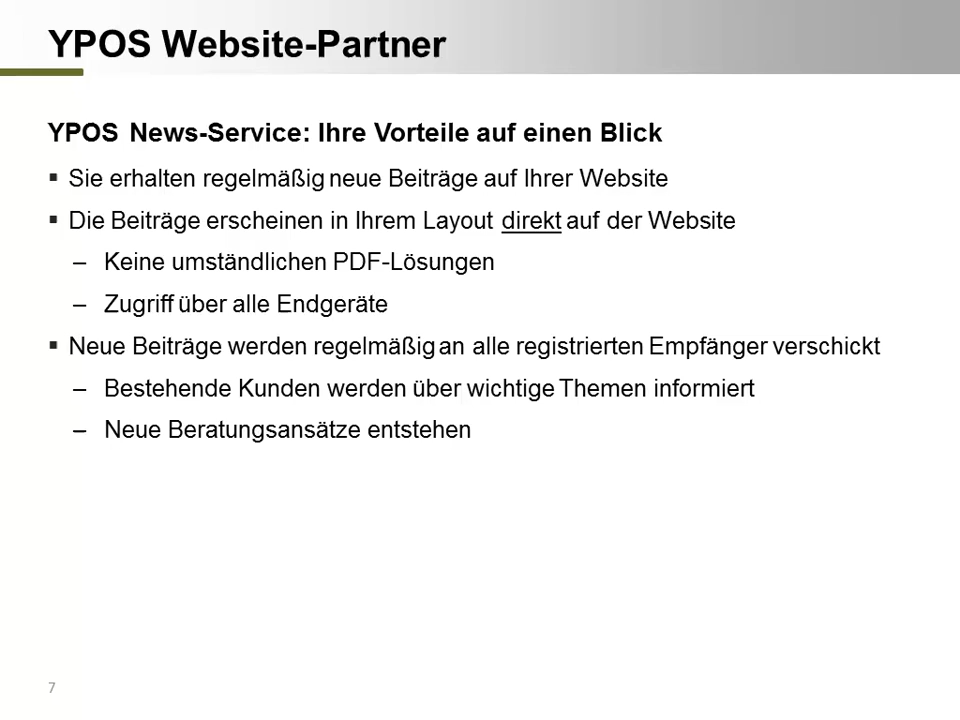 YPOS Website-Partner
YPOS News-Service: Ihre Vorteile auf einen Blick
▪ Sie erhalten regelmäßig neue Beiträge auf Ihrer Website
▪ Die Beiträge erscheinen in Ihrem Layout direkt auf der Website
– Keine umständlichen PDF-Lösungen
– Zugriff über alle Endgeräte
▪ Neue Beiträge werden regelmäßig an alle registrierten Empfänger verschickt
– Bestehende Kunden werden über wichtige Themen informiert
– Neue Beratungsansätze entstehen
7